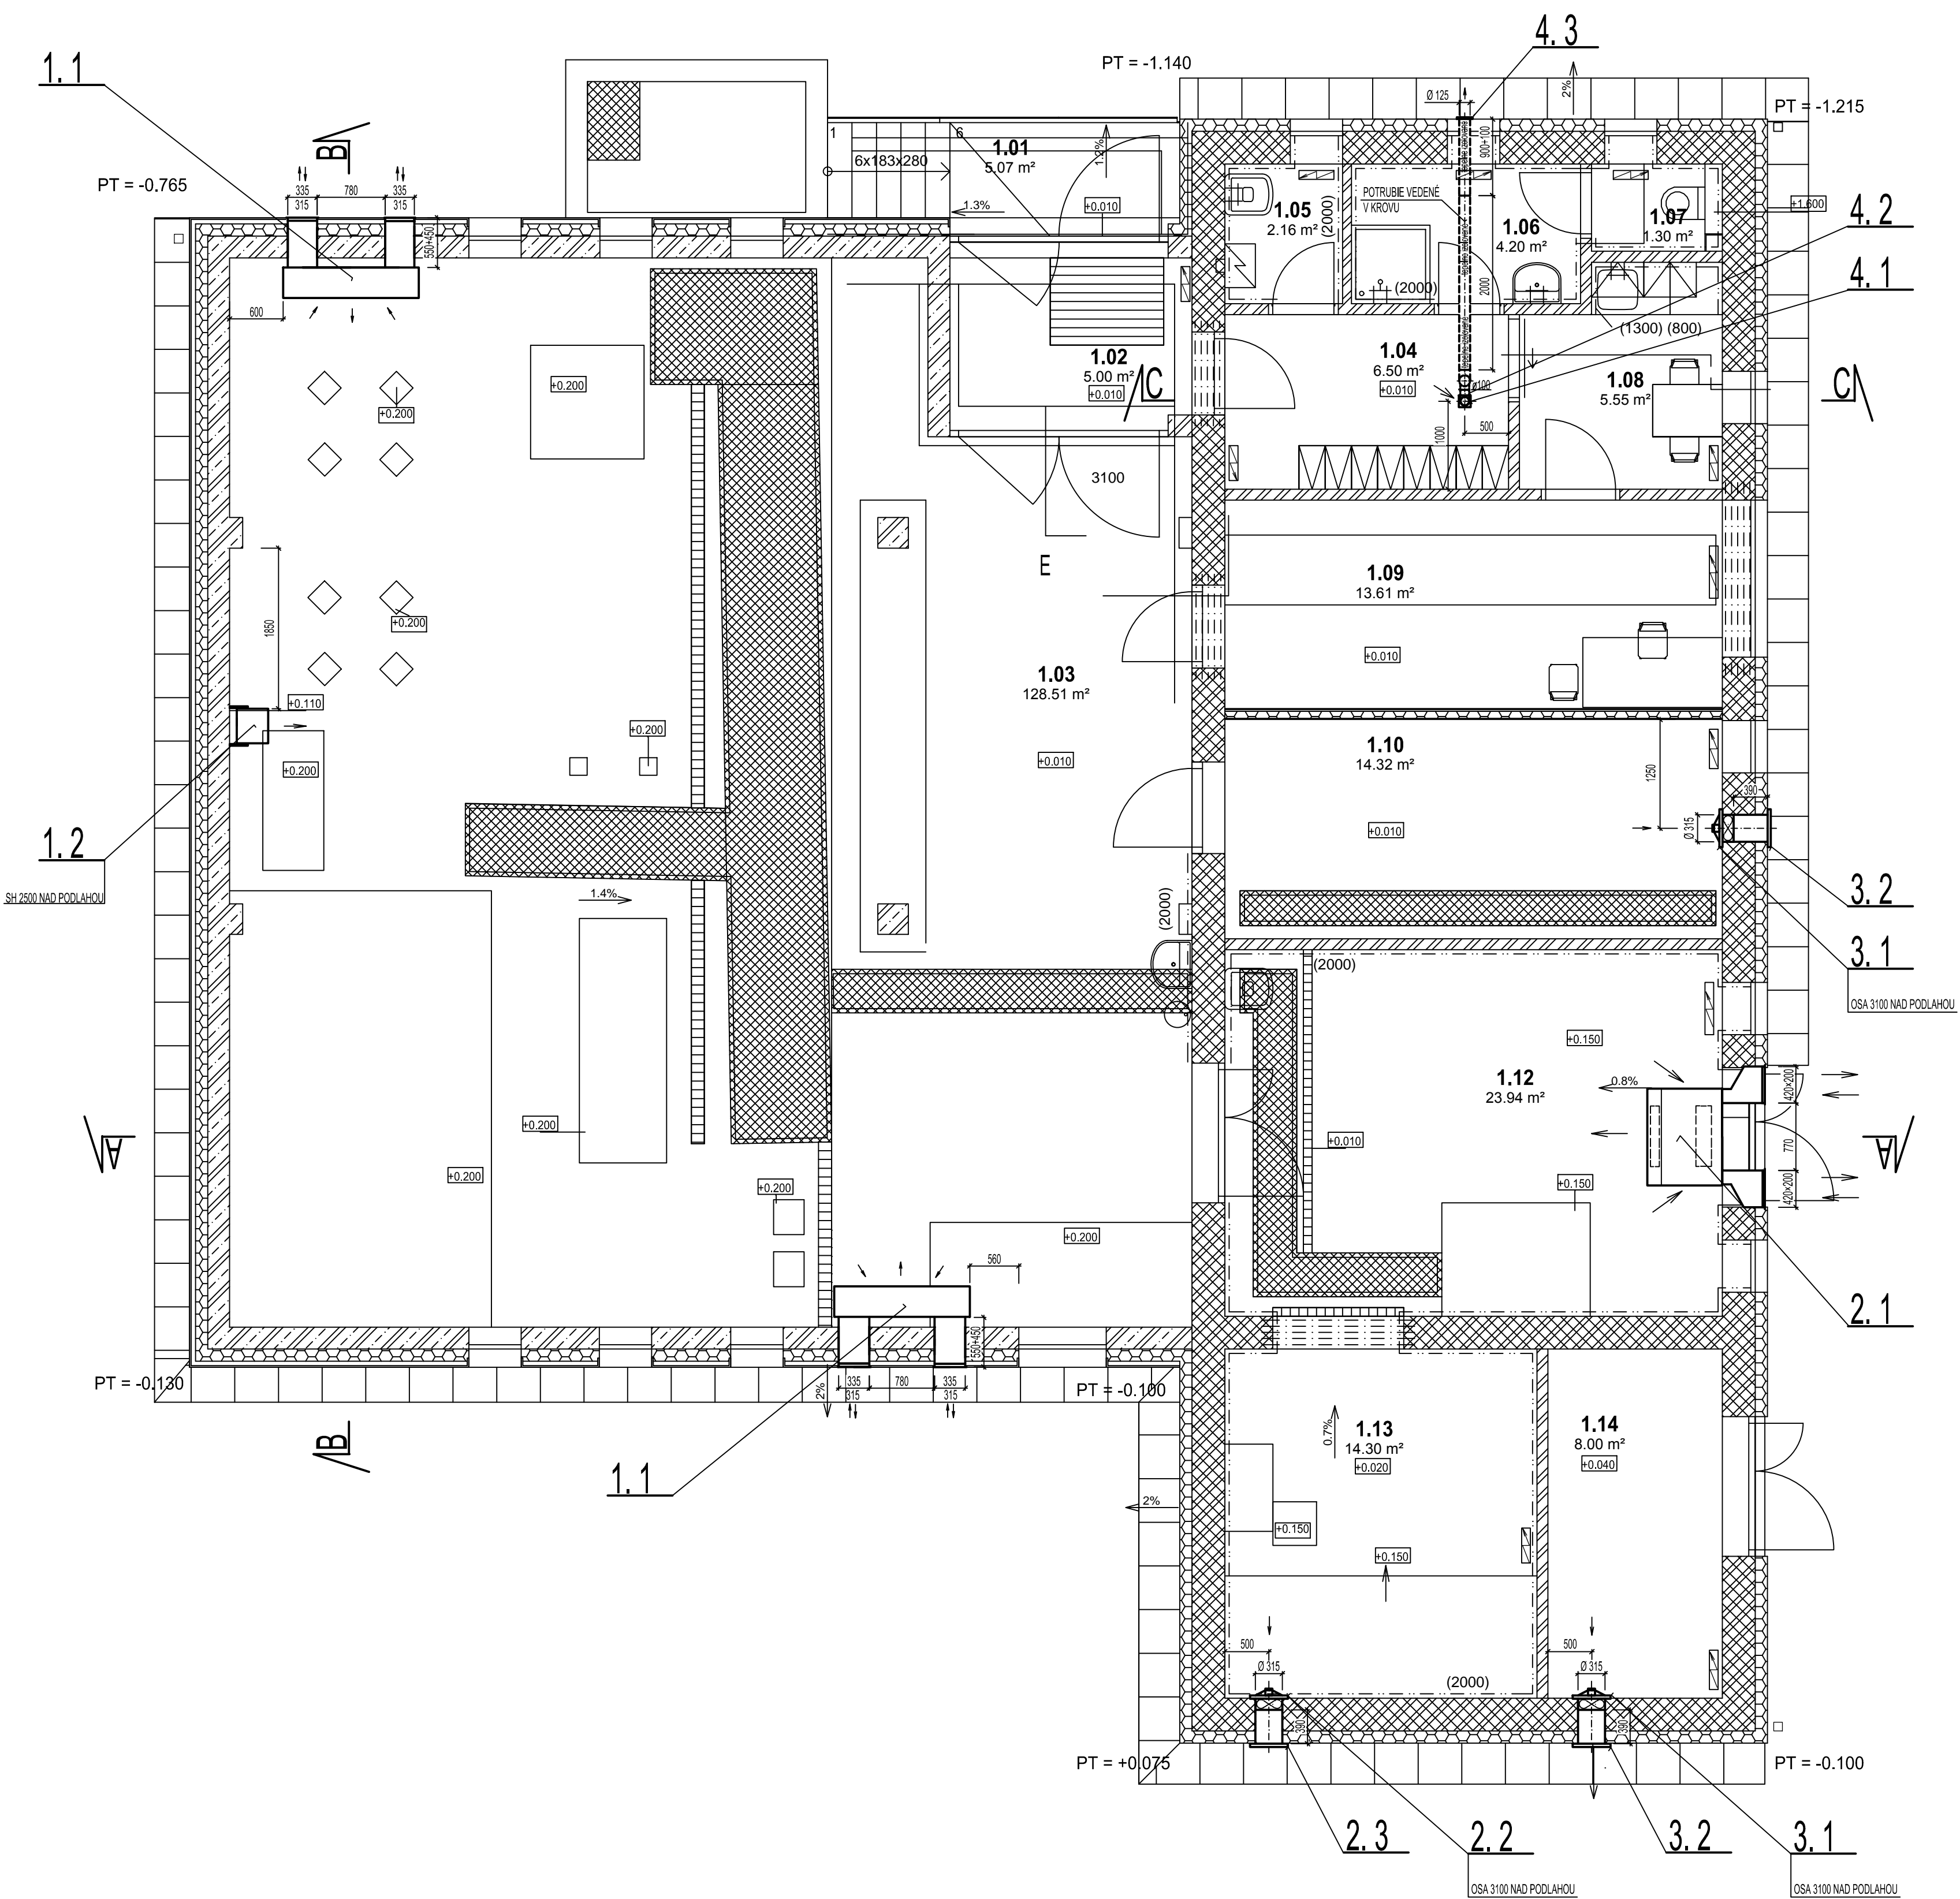 4.3
1.1
PT = -1.140
Ø 125
2%
PT = -1.215
B
1
6
1.01
5.07 m²
1.2%
900+100
6x183x280
PT = -0.765
335
780
335
315
315
550+450
1.3%
+0.010
POTRUBIE VEDENÉ
V KROVU
1.05
2.16 m²
(2000)
1.06
4.20 m²
1.07
1.30 m²
+1.600
4.2
4.1
2000
(2000)
600
(1300) (800)
1.02
5.00 m²
+0.010
C
1.04
6.50 m²
+0.010
ø100
1.08
5.55 m²
C
+0.200
+0.200
1000
500
3100
E
1.09
13.61 m²
1850
+0.200
+0.010
1.03
128.51 m²
+0.110
+0.200
+0.010
1.10
14.32 m²
1250
390
Ø 315
+0.200
+0.010
1.2
SH 2500 NAD PODLAHOU
1.4%
(2000)
3.2
3.1
OSA 3100 NAD PODLAHOU
(2000)
+0.150
1.12
23.94 m²
0.8%
420×200
770
420×200
+0.200
+0.010
A
A
+0.200
+0.200
+0.150
+0.200
560
2.1
550+450
PT = -0.130
335
780
335
315
315
2%
PT = -0.100
B
1.1
1.13
14.30 m²
+0.020
0.7%
1.14
8.00 m²
+0.040
2%
+0.150
+0.150
500
500
Ø 315
Ø 315
(2000)
390
390
PT = +0.075
PT = -0.100
2.3
2.2
3.2
3.1
OSA 3100 NAD PODLAHOU
OSA 3100 NAD PODLAHOU